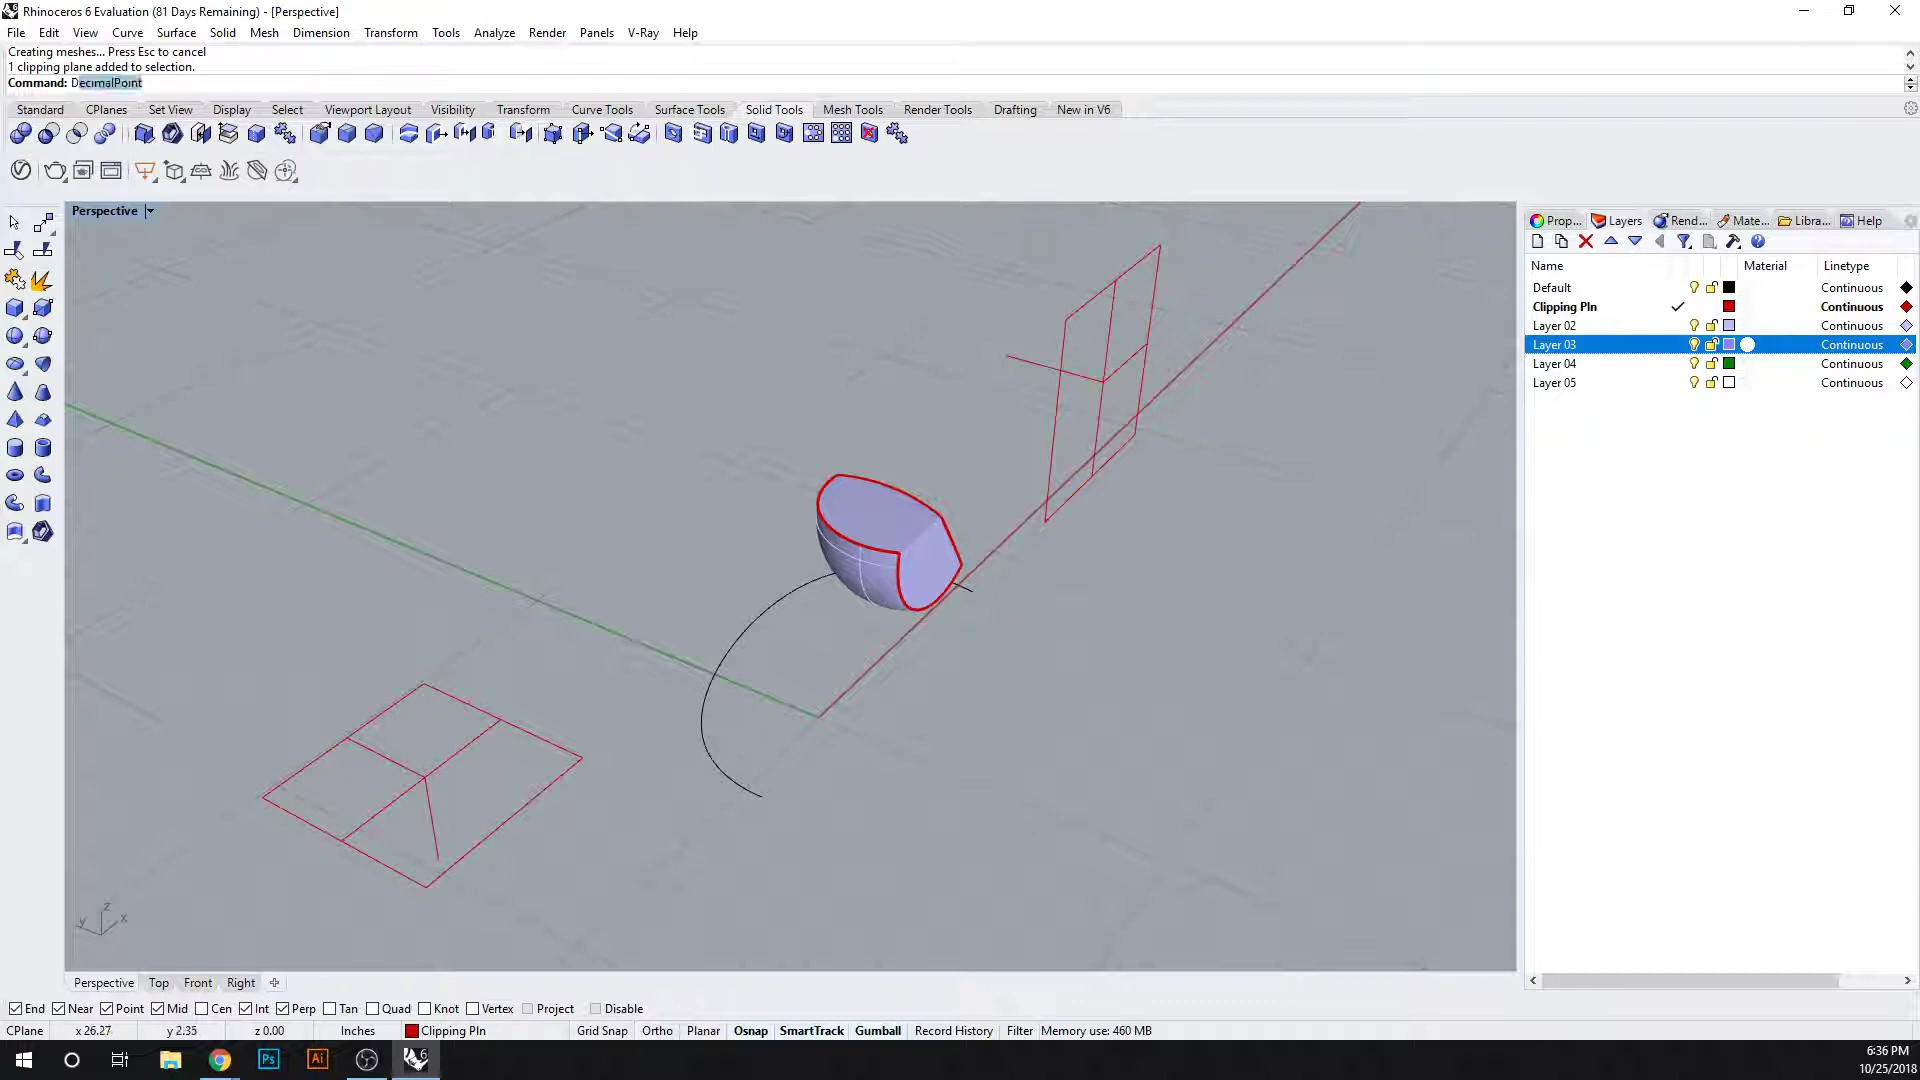 Rhinoceros 6 Evaluation (81 Days Remaining) - [Perspective]
File Edit View Curve Surface Solid Mesh Dimension Transform Tools Analyze Render Panels V-Ray Help
Creating meshes... Press Esc to cancel
1 clipping plane added to selection.
Command: DecimalPoint
Standard CPlanes Set View Display Select Viewport Layout Visibility Transform Curve Tools Surface Tools Solid Tools Mesh Tools Render Tools Drafting New in V6
Perspective
Prop... Layers Rend... Mate... Libra... Help
Name Material Linetype
Default Continuous
Clipping Pln Continuous
Layer 02 Continuous
Layer 03 Continuous
Layer 04 Continuous
Layer 05 Continuous
z
y x
Perspective Top Front Right
End Near Point Mid Cen Int Perp Tan Quad Knot Vertex Project Disable
CPlane x 26.27 y 2.35 z 0.00 Inches Clipping Pln Grid Snap Ortho Planar Osnap SmartTrack Gumball Record History Filter Memory use: 460 MB
Ps Ai 6
6:36 PM
10/25/2018